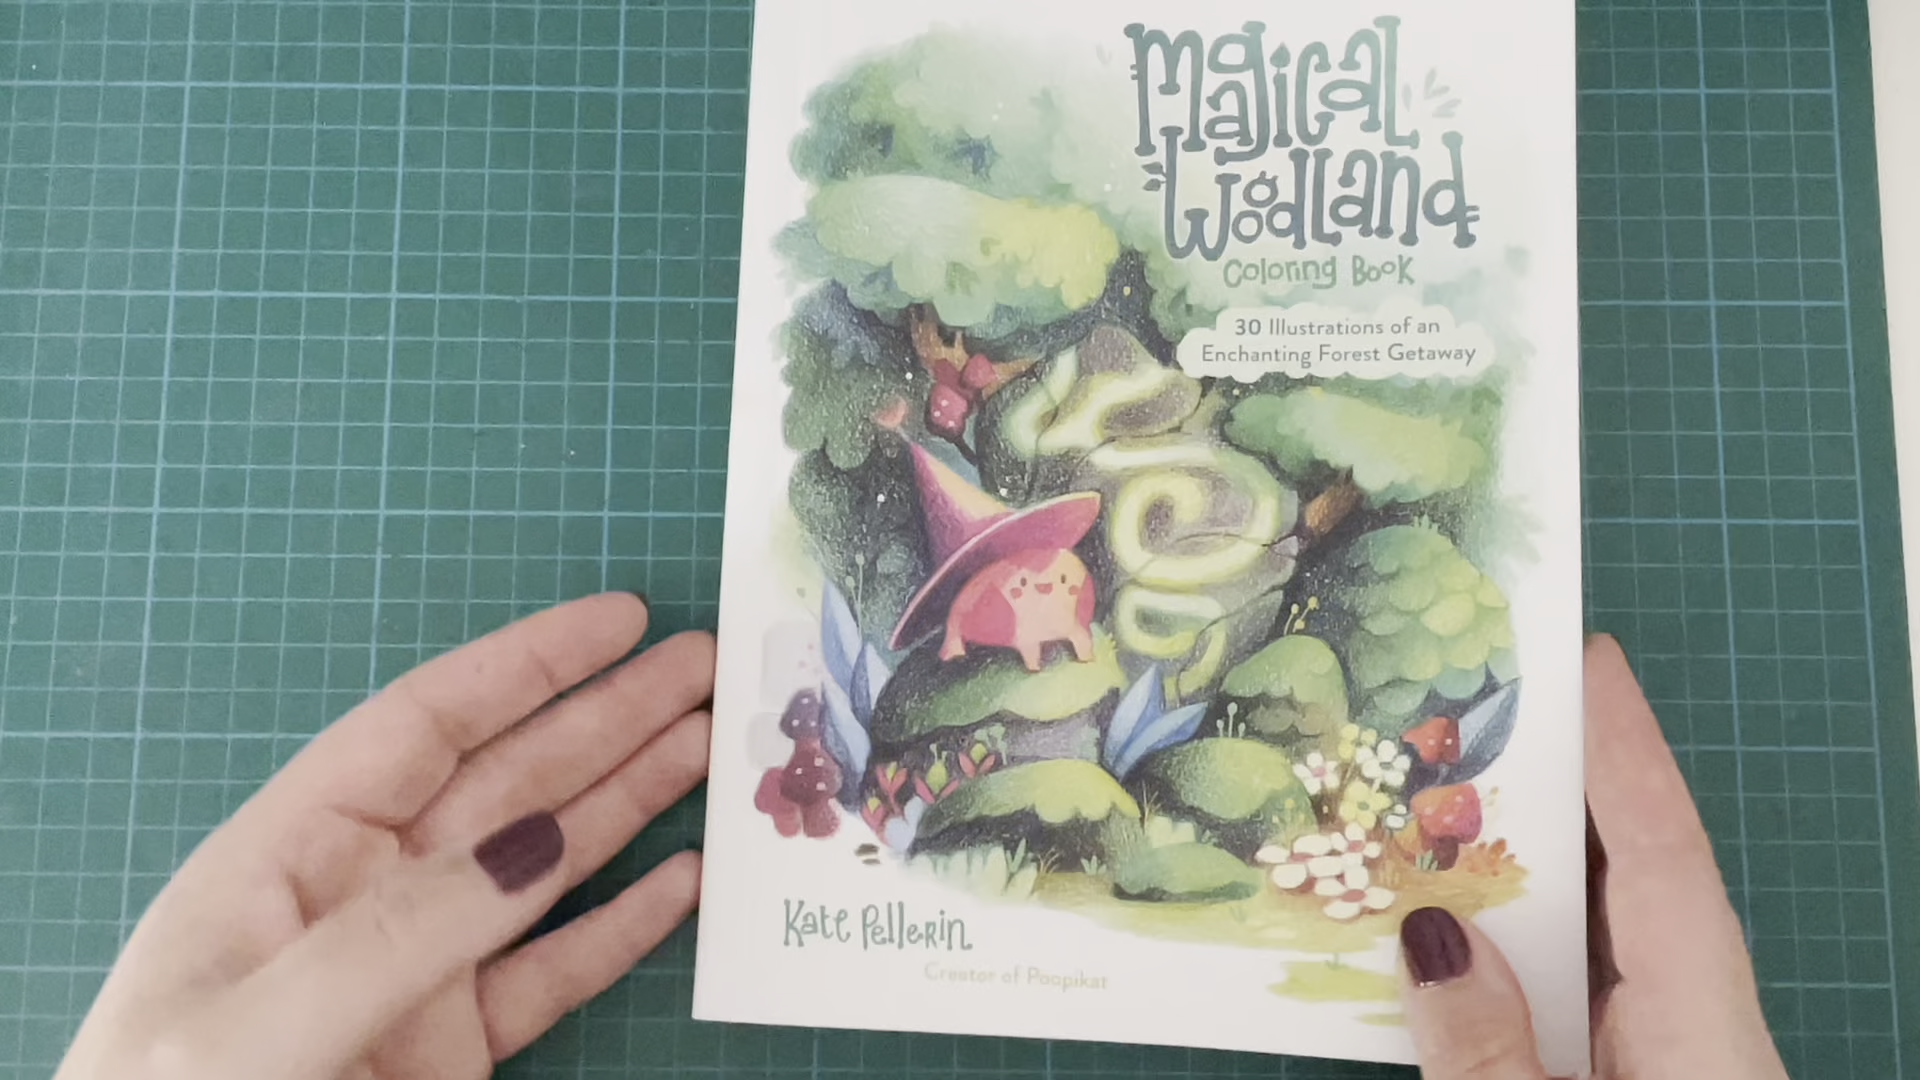 Magical
Woodland
Coloring Book
30 Illustrations of an
Enchanting Forest Getaway
Kate Pellerin
Creator of Poopikat